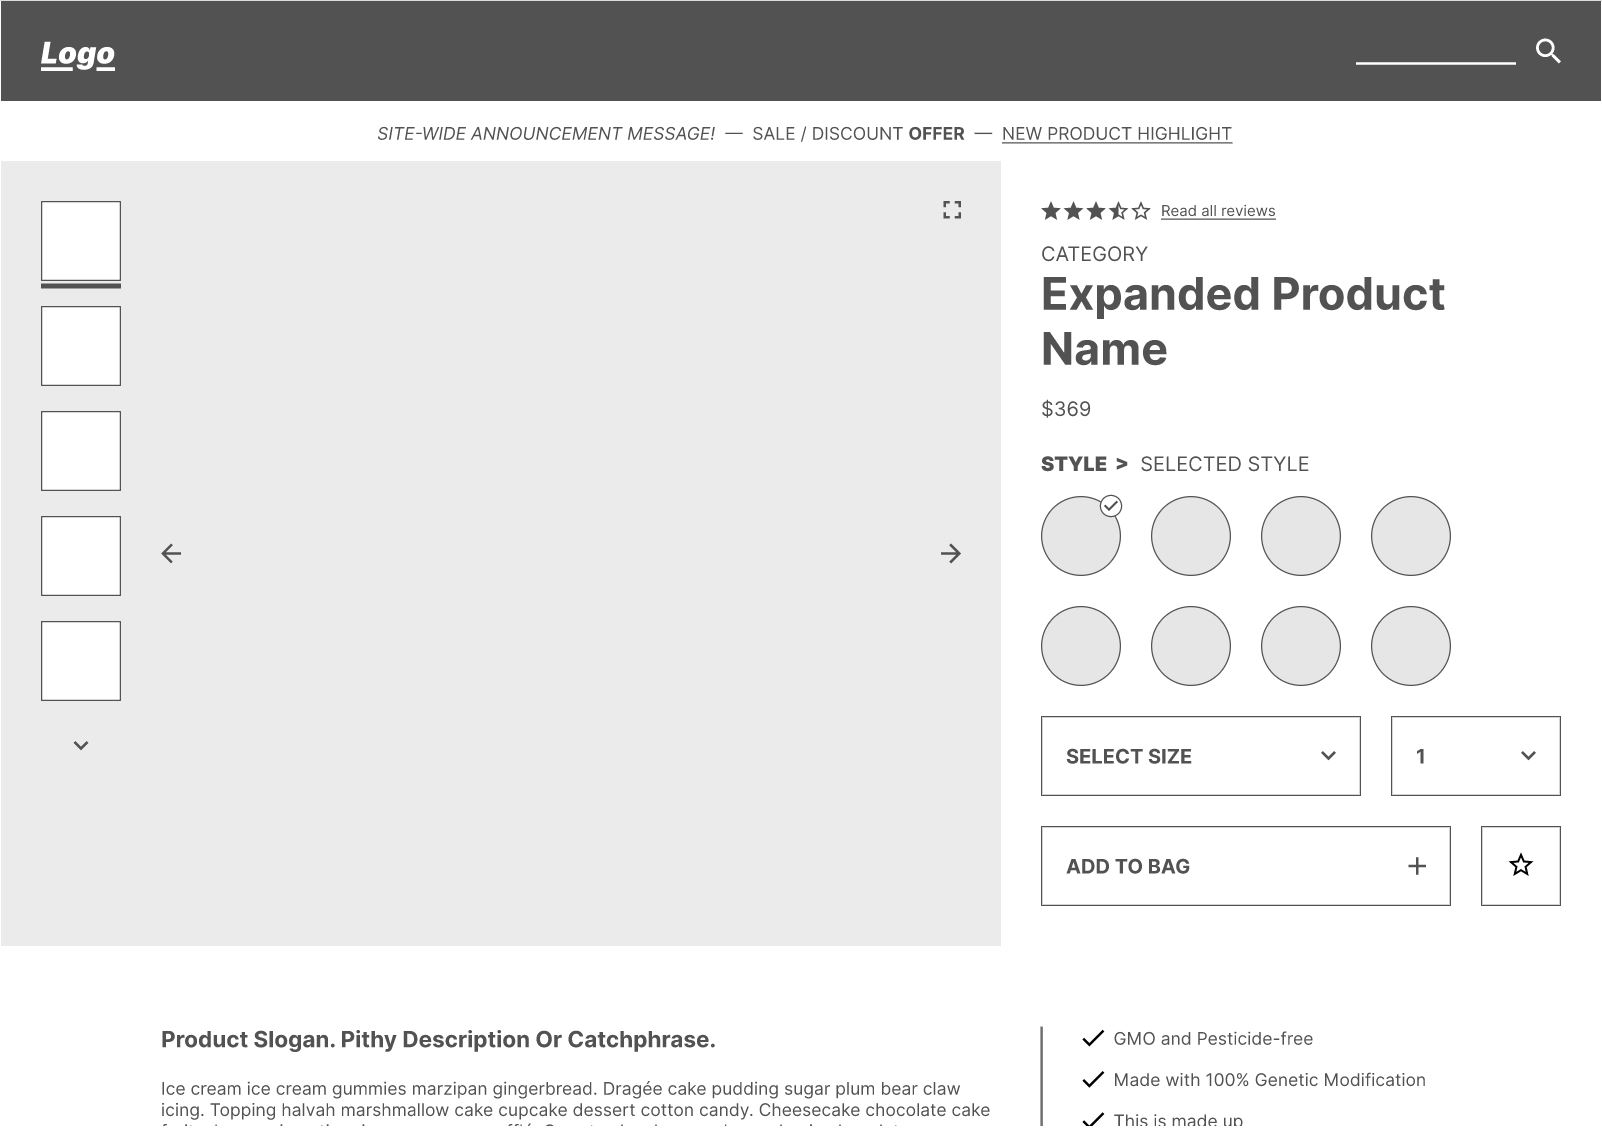 Logo
SITE-WIDE ANNOUNCEMENT MESSAGE! — SALE / DISCOUNT OFFER — NEW PRODUCT HIGHLIGHT
Read all reviews
CATEGORY
Expanded Product
Name
$369
STYLE > SELECTED STYLE
SELECT SIZE
1
ADD TO BAG
Product Slogan. Pithy Description Or Catchphrase.
Ice cream ice cream gummies marzipan gingerbread. Dragée cake pudding sugar plum bear claw
icing. Topping halvah marshmallow cake cupcake dessert cotton candy. Cheesecake chocolate cake
GMO and Pesticide-free
Made with 100% Genetic Modification
This is made up